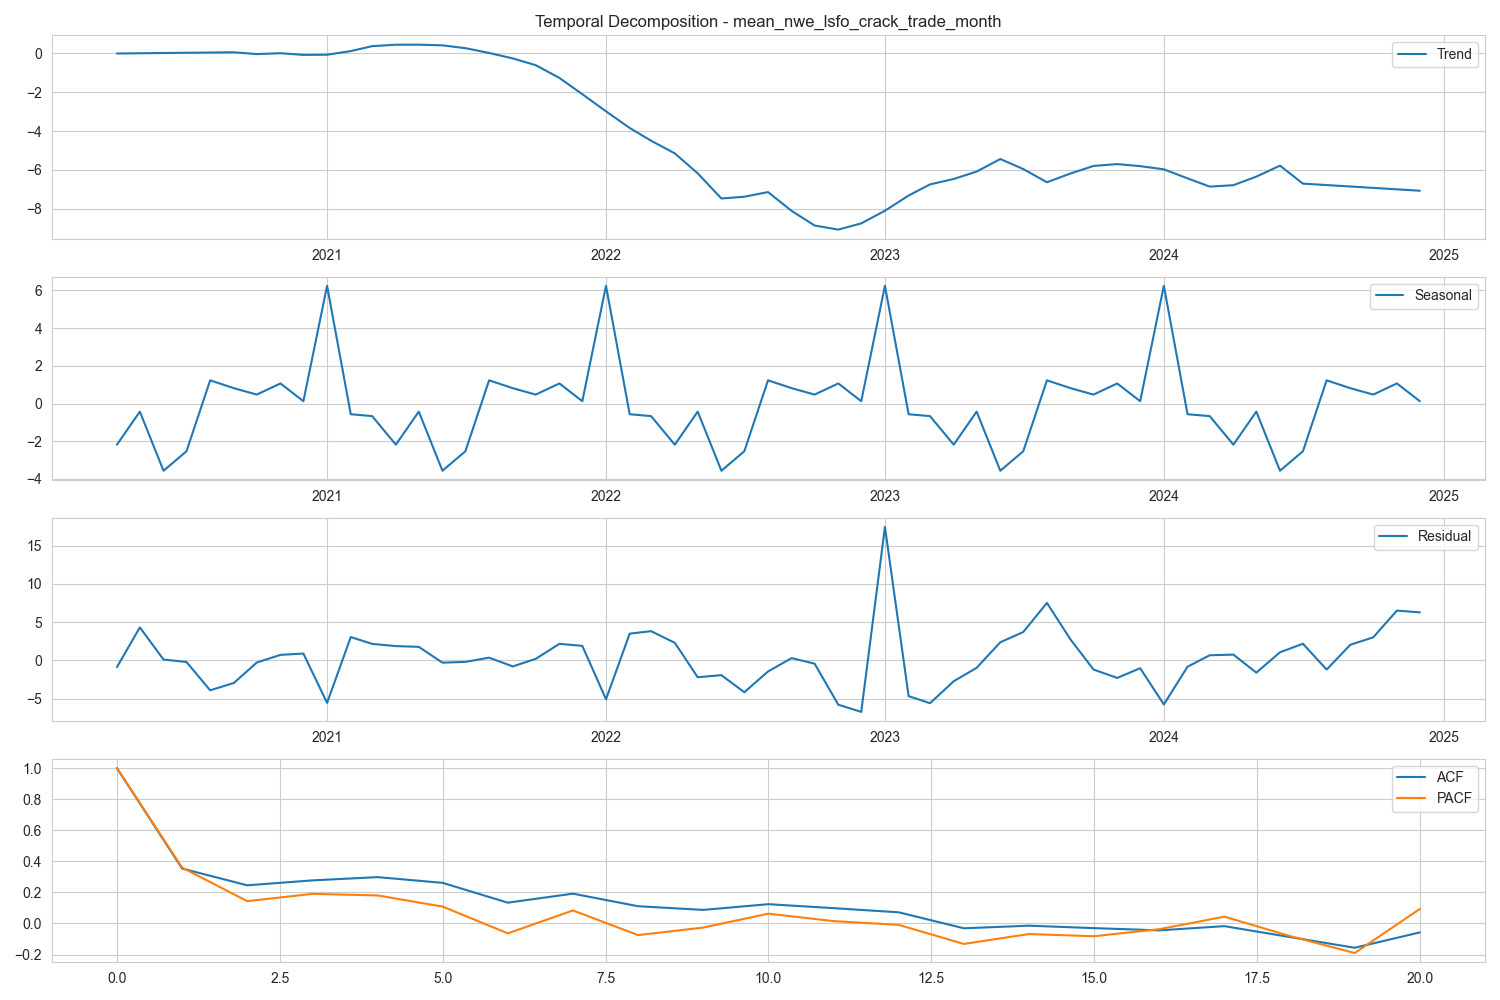 Temporal Decomposition - mean_nwe_lsfo_crack_trade_month
0
−2
−4
−6
−8
Trend
2021 2022 2023 2024 2025
6
4
2
0
−2
−4
Seasonal
2021 2022 2023 2024 2025
15
10
5
0
−5
Residual
2021 2022 2023 2024 2025
1.0
0.8
0.6
0.4
0.2
0.0
−0.2
ACF
PACF
0.0 2.5 5.0 7.5 10.0 12.5 15.0 17.5 20.0